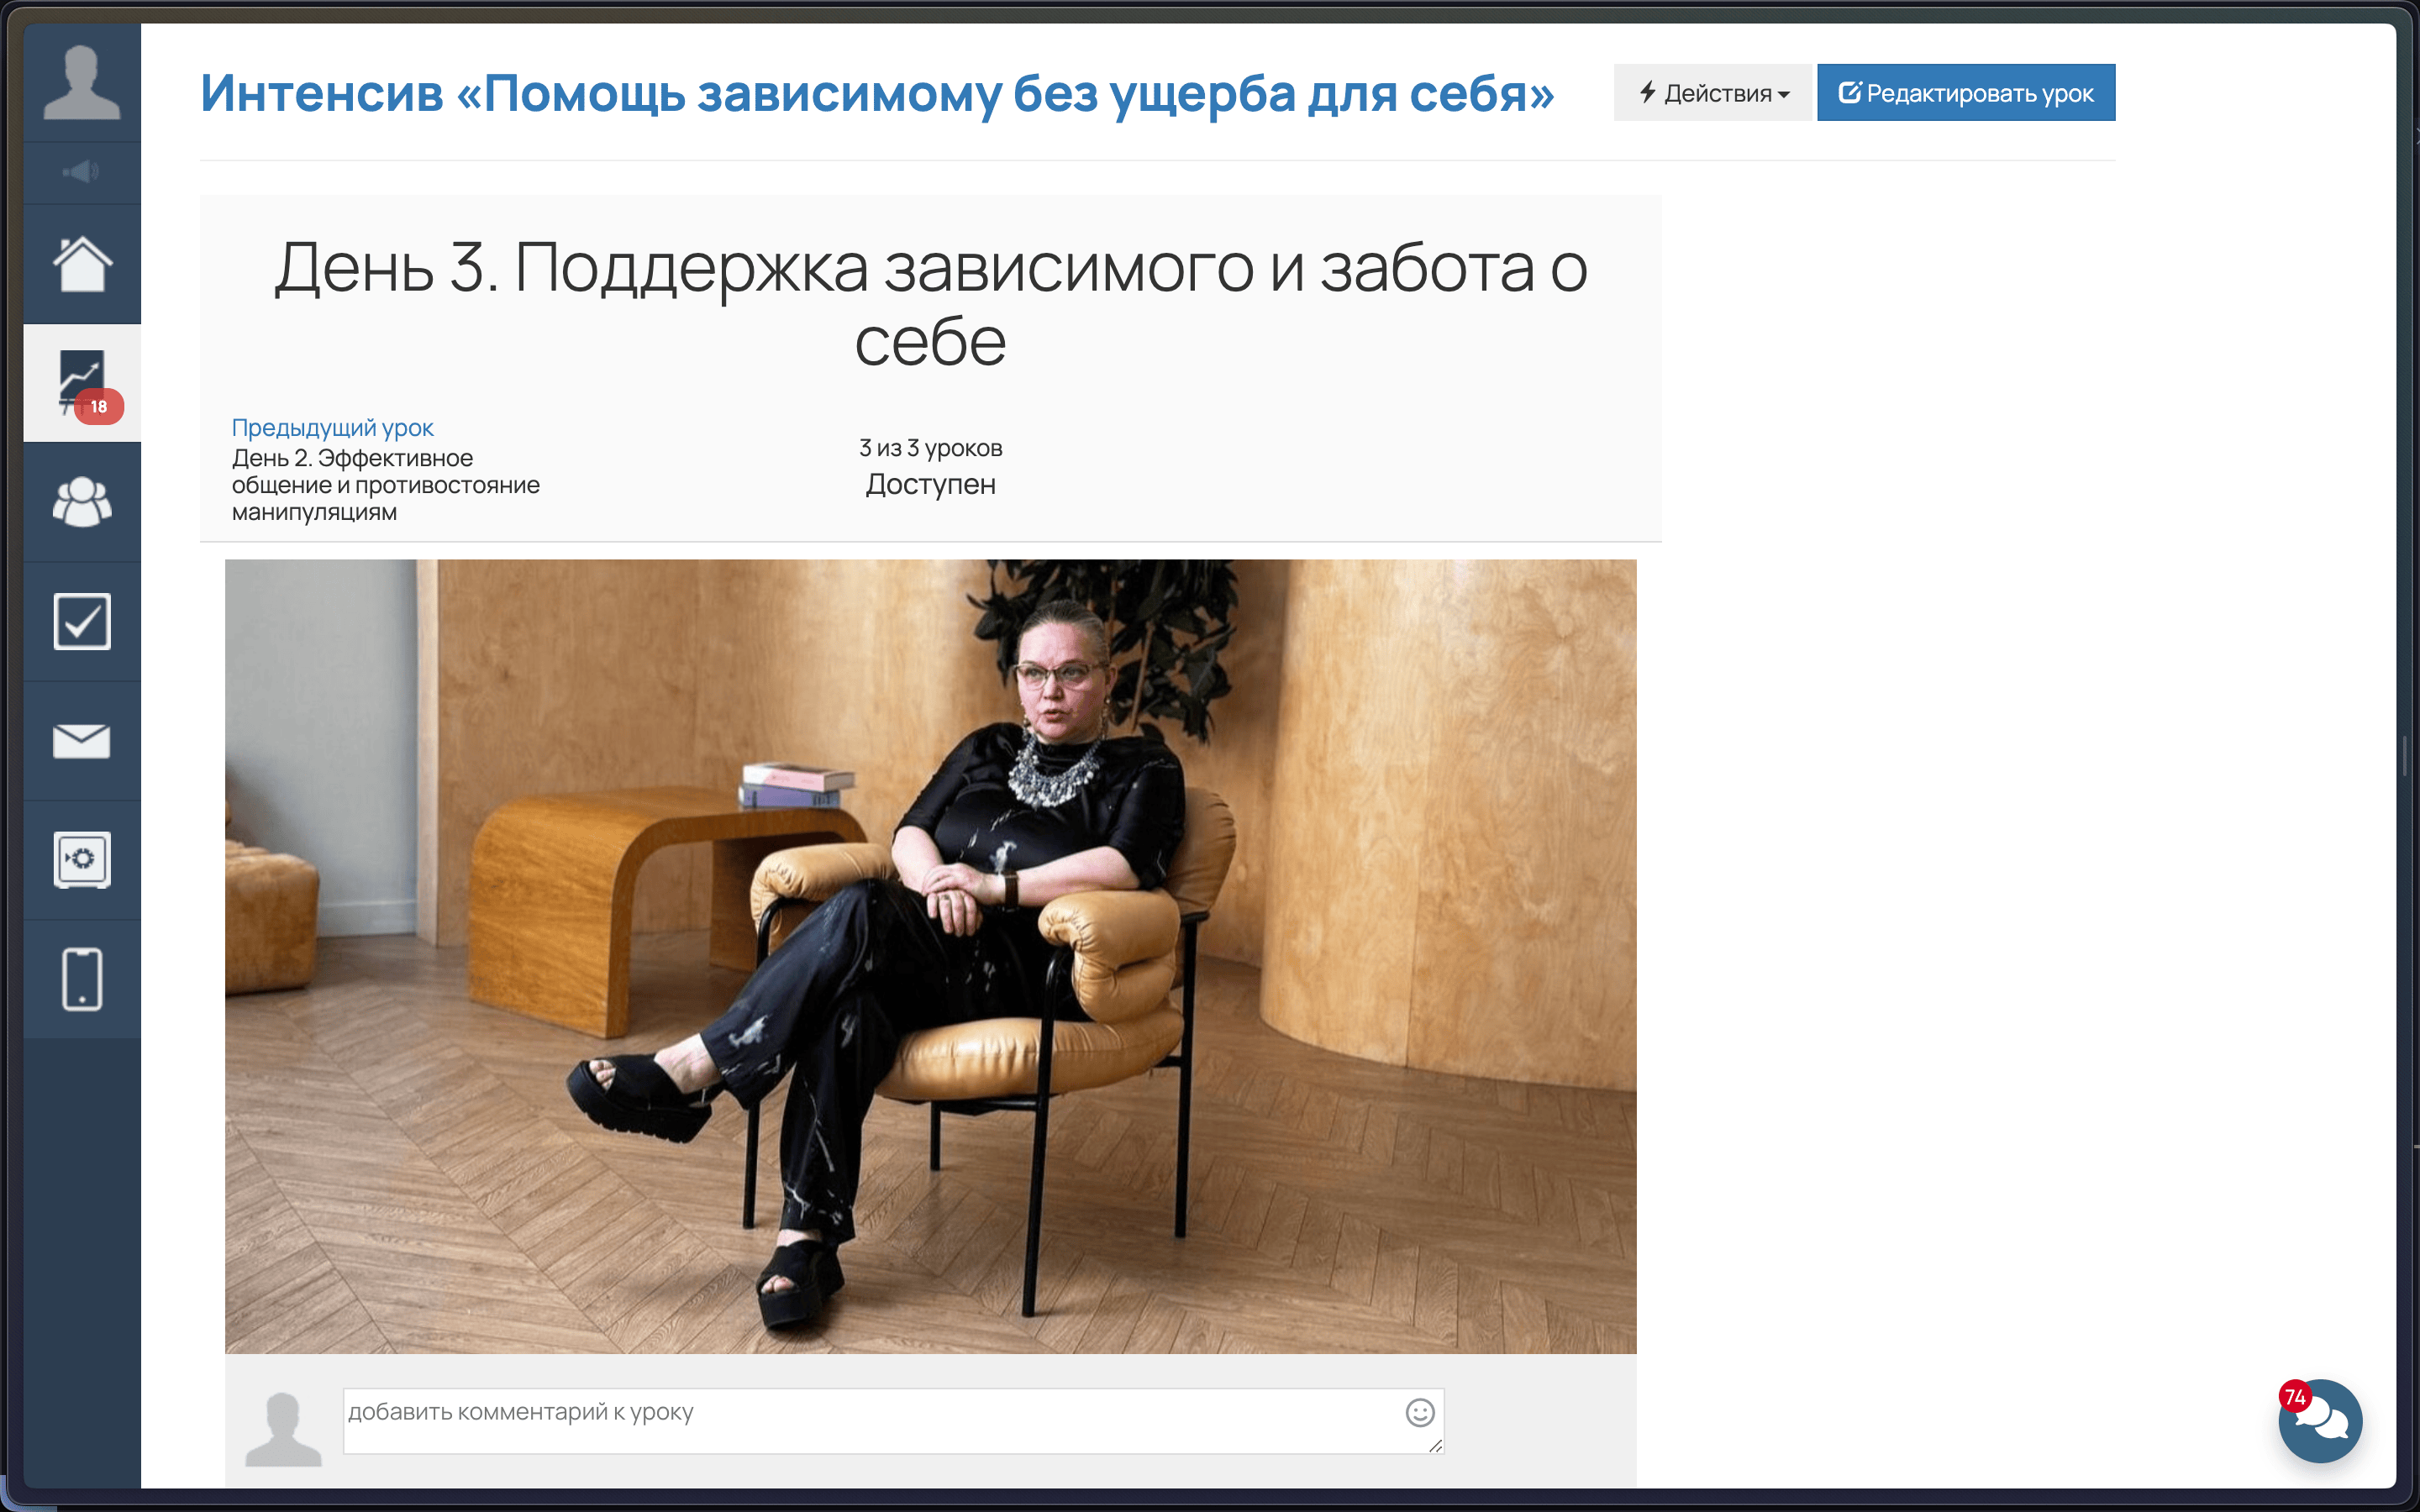 Интенсив «Помощь зависимому без ущерба для себя»
Действия
Редактировать урок
День 3. Поддержка зависимого и забота о
себе
18
Предыдущий урок
День 2. Эффективное
общение и противостояние
манипуляциям
3 из 3 уроков
Доступен
добавить комментарий к уроку
74